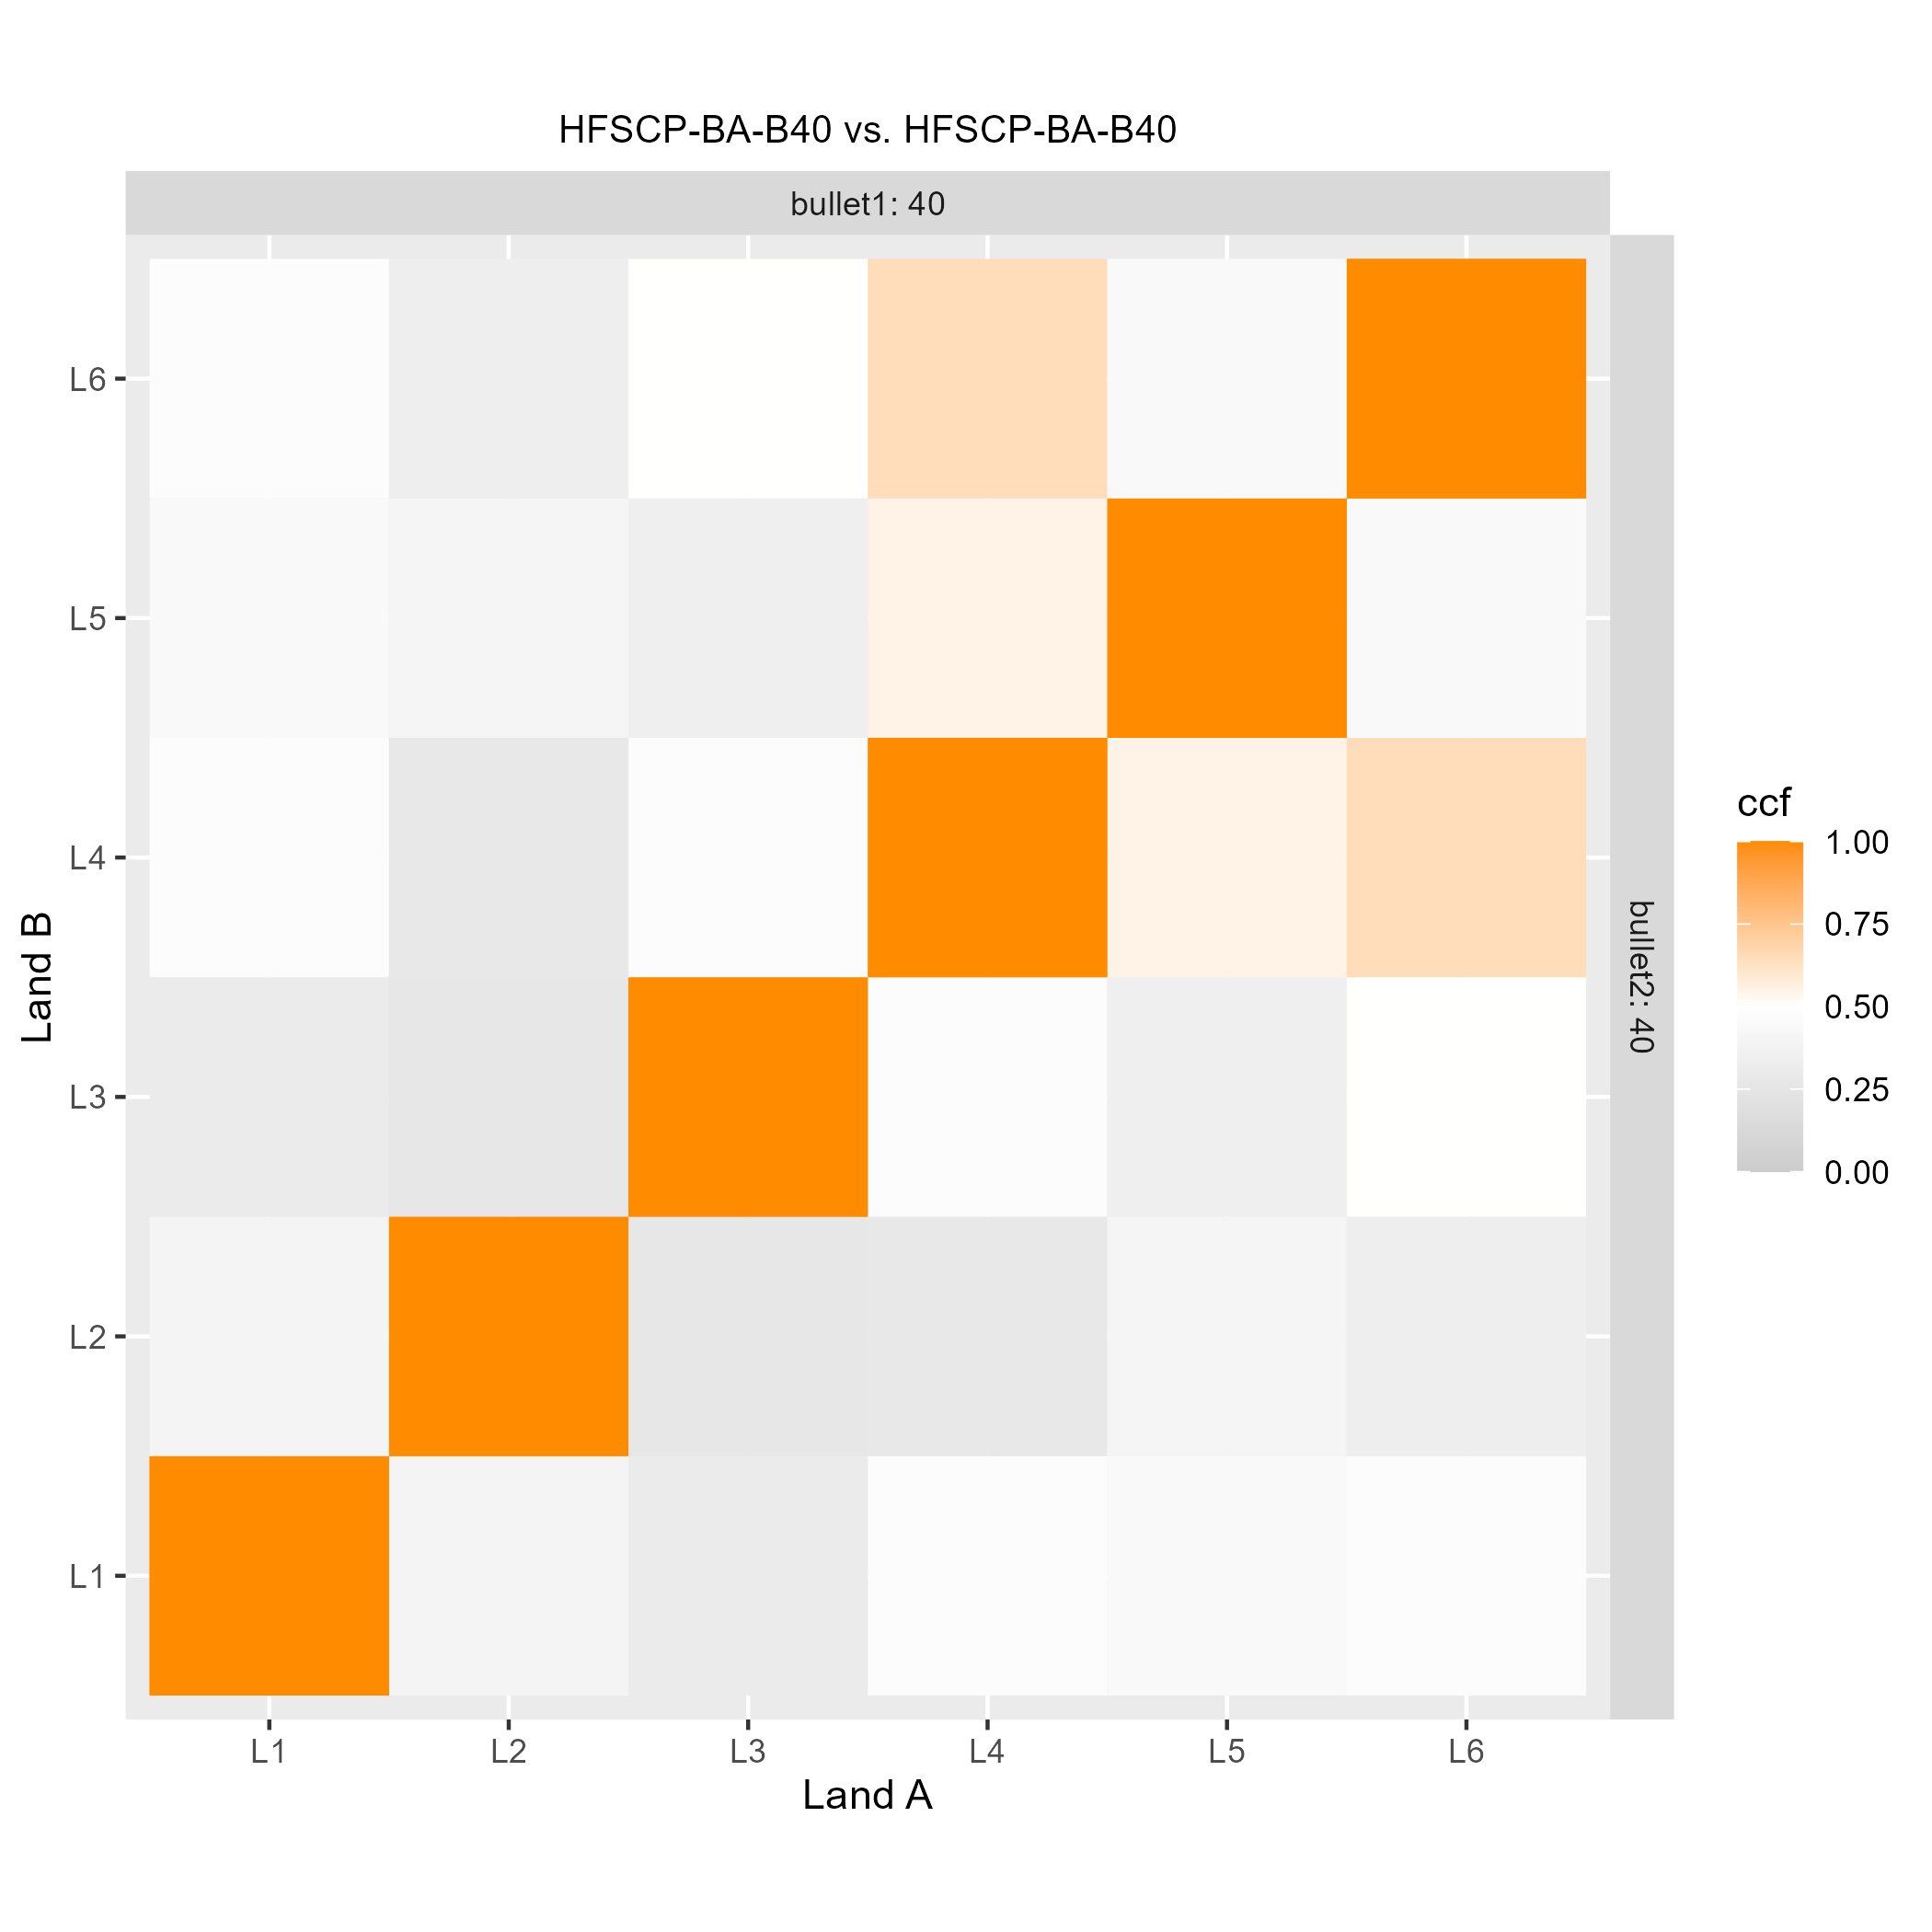 HFSCP-BA-B40 vs. HFSCP-BA-B40
bullet1: 40
L6
L5
L4
L3
L2
L1
Land B
bullet2: 40
L1 L2 L3 L4 L5 L6
Land A
ccf
1.00
0.75
0.50
0.25
0.00